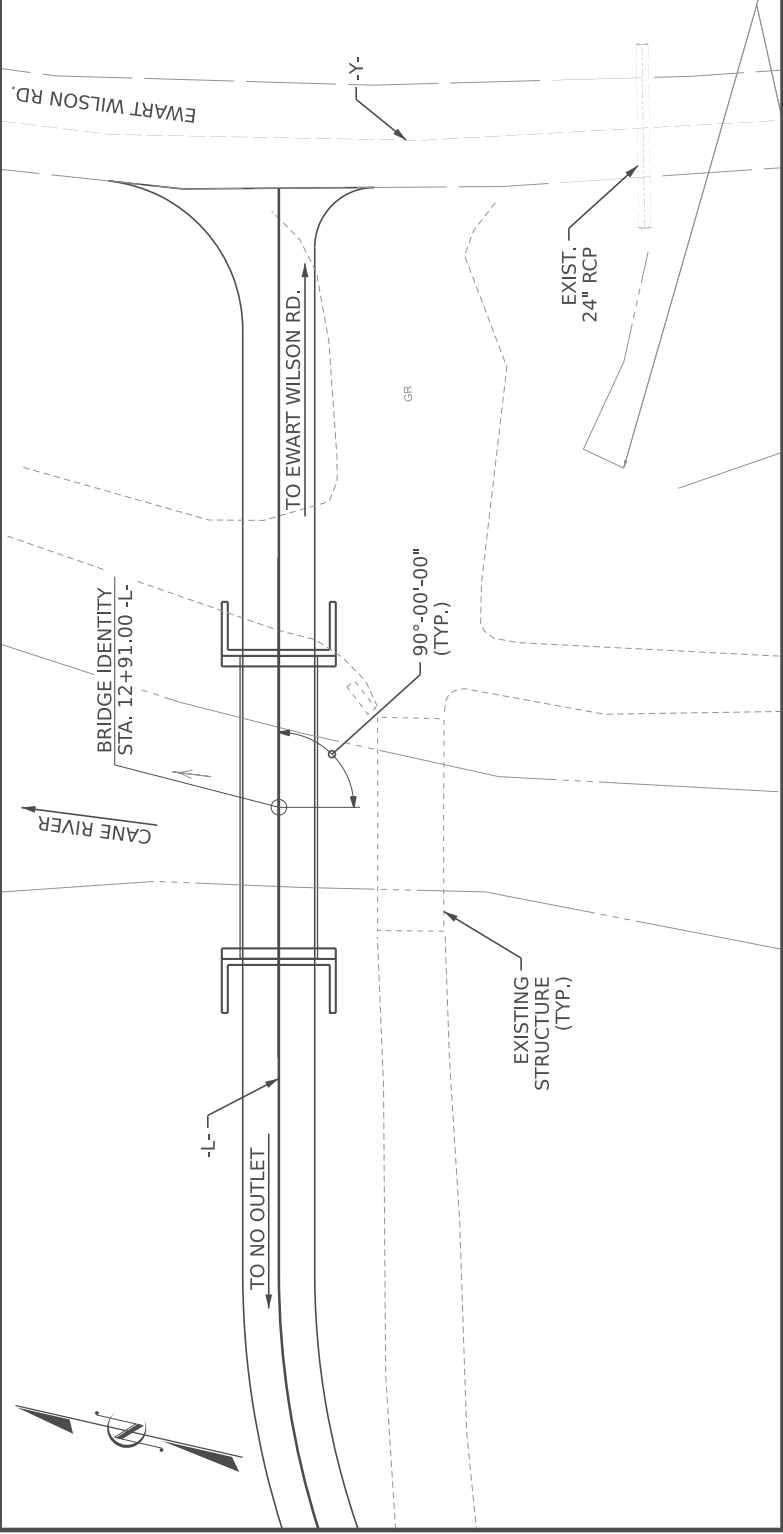 EWART WILSON RD.
-Y-
EXIST.
24" RCP
TO EWART WILSON RD.
GR
BRIDGE IDENTITY
STA. 12+91.00 -L-
90°-00'-00"
(TYP.)
CANE RIVER
EXISTING
STRUCTURE
(TYP.)
-L-
TO NO OUTLET
N